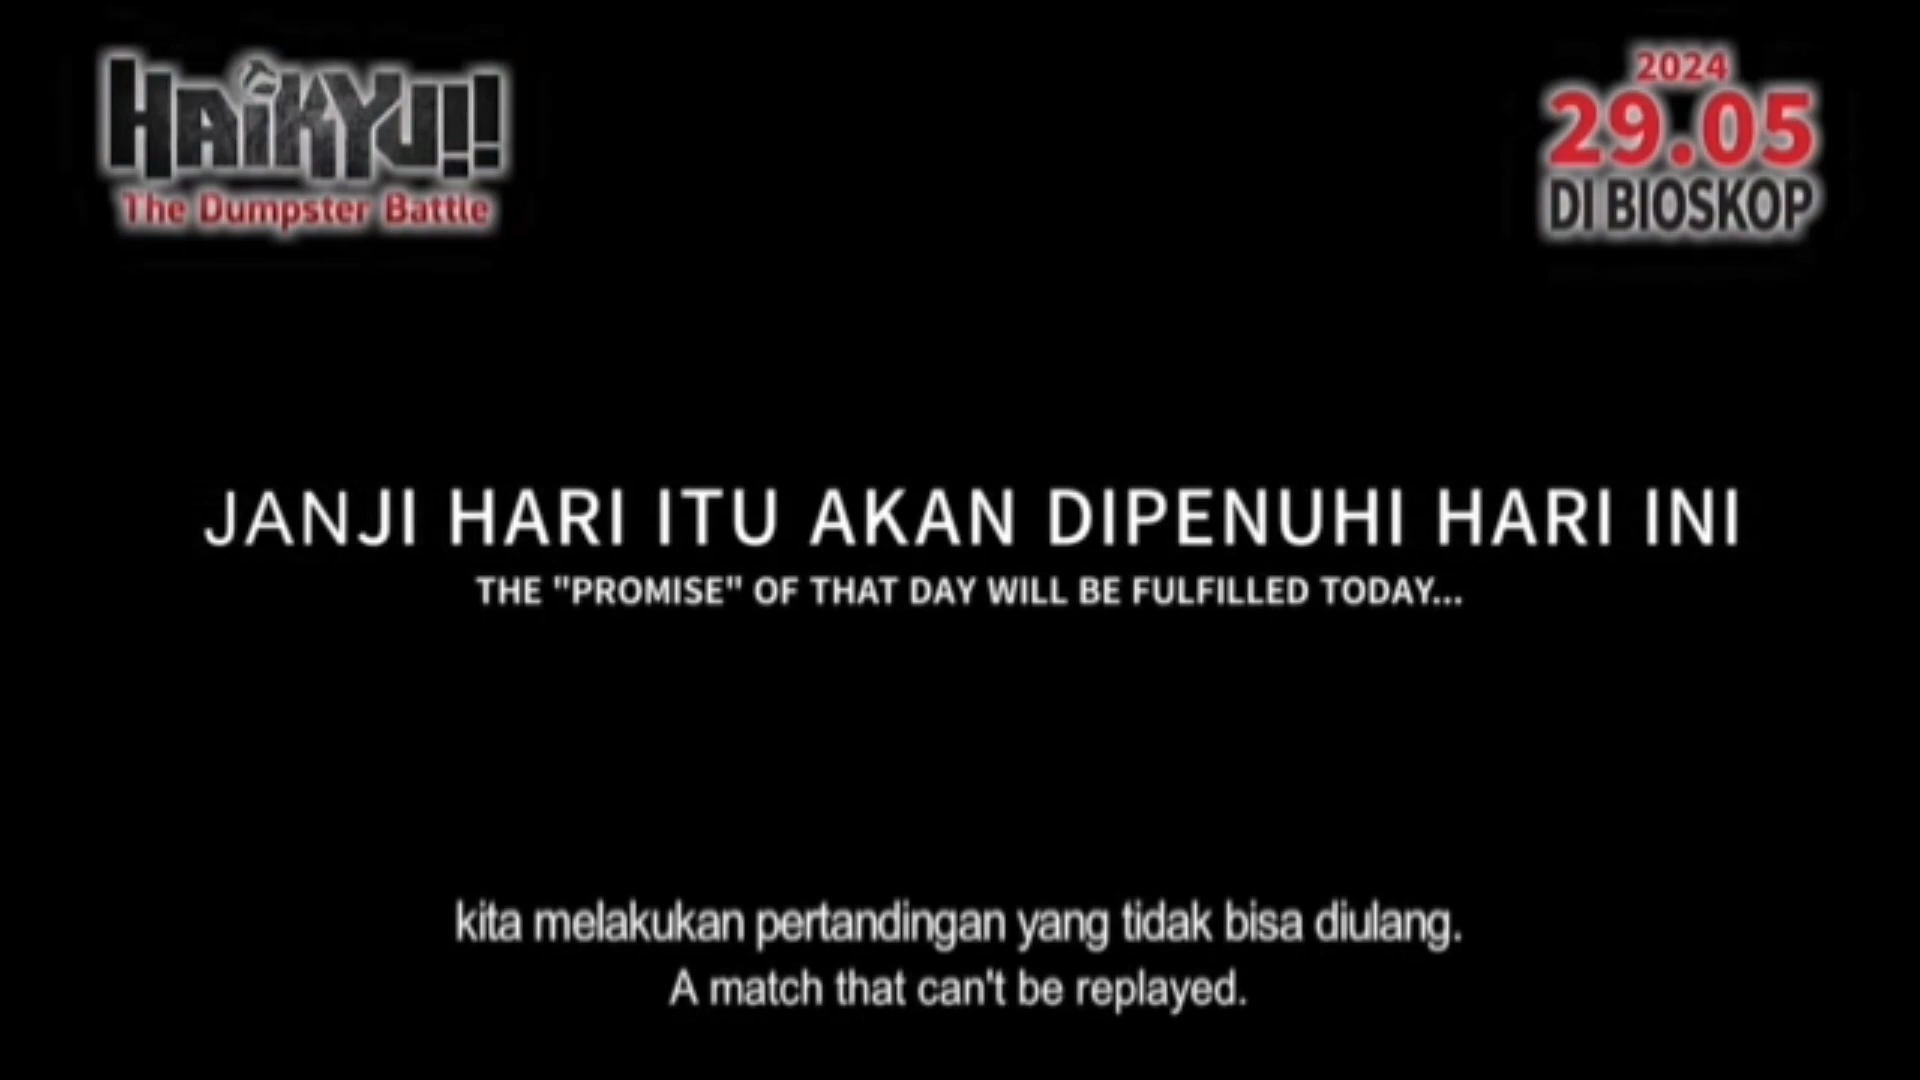 HAiKYU!!
The Dumpster Battle
2024
29.05
DI BIOSKOP
JANJI HARI ITU AKAN DIPENUHI HARI INI
THE "PROMISE" OF THAT DAY WILL BE FULFILLED TODAY...
kita melakukan pertandingan yang tidak bisa diulang.
A match that can't be replayed.